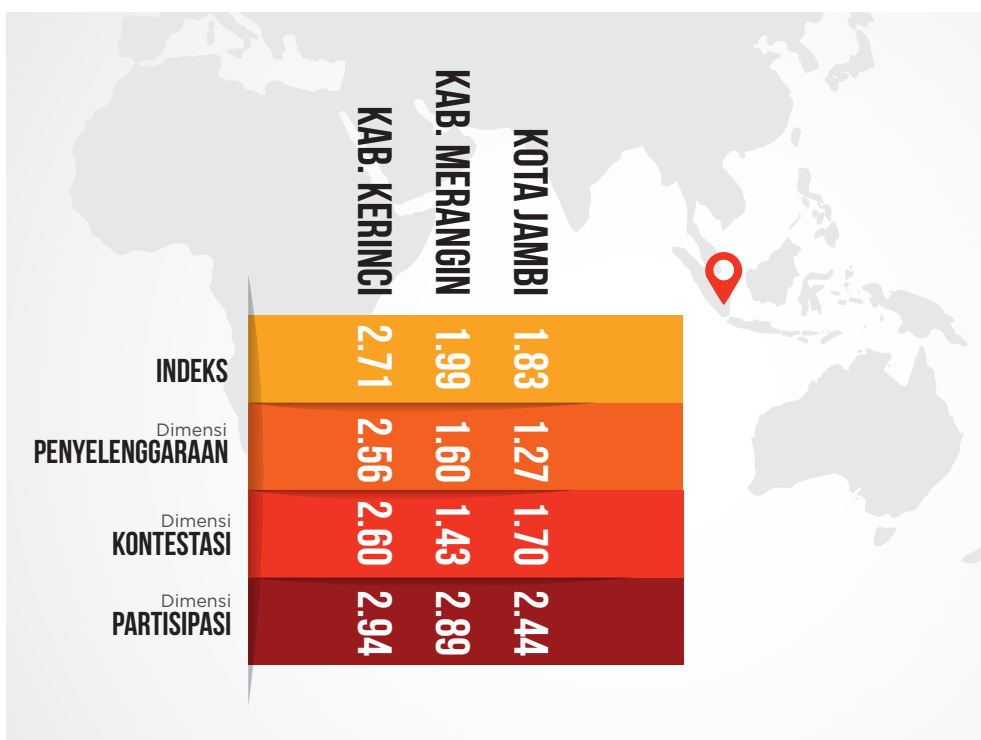 KAB. KERINCI
KAB. MERANGIN
KOTA JAMBI
INDEKS
2.71
1.99
1.83
Dimensi
PENYELENGGARAAN
2.56
1.60
1.27
Dimensi
KONTESTASI
2.60
1.43
1.70
Dimensi
PARTISIPASI
2.94
2.89
2.44